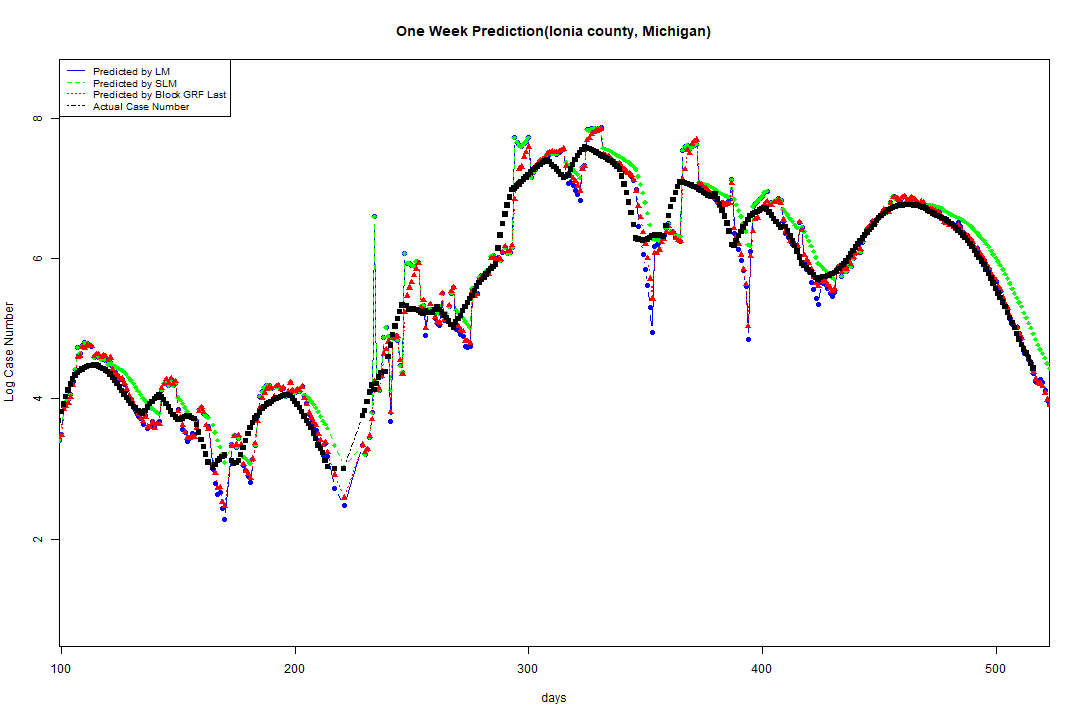 One Week Prediction(Ionia county, Michigan)
Predicted by LM
Predicted by SLM
Predicted by Block GRF Last
Actual Case Number
8
6
4
2
Log Case Number
100 200 300 400 500
days